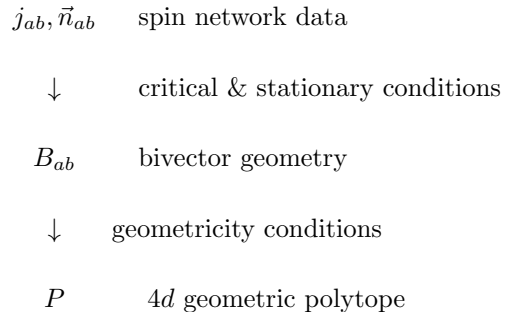 j_{ab}, \vec{n}_{ab} spin network data
↓ critical & stationary conditions
B_{ab} bivector geometry
↓ geometricity conditions
P 4d geometric polytope